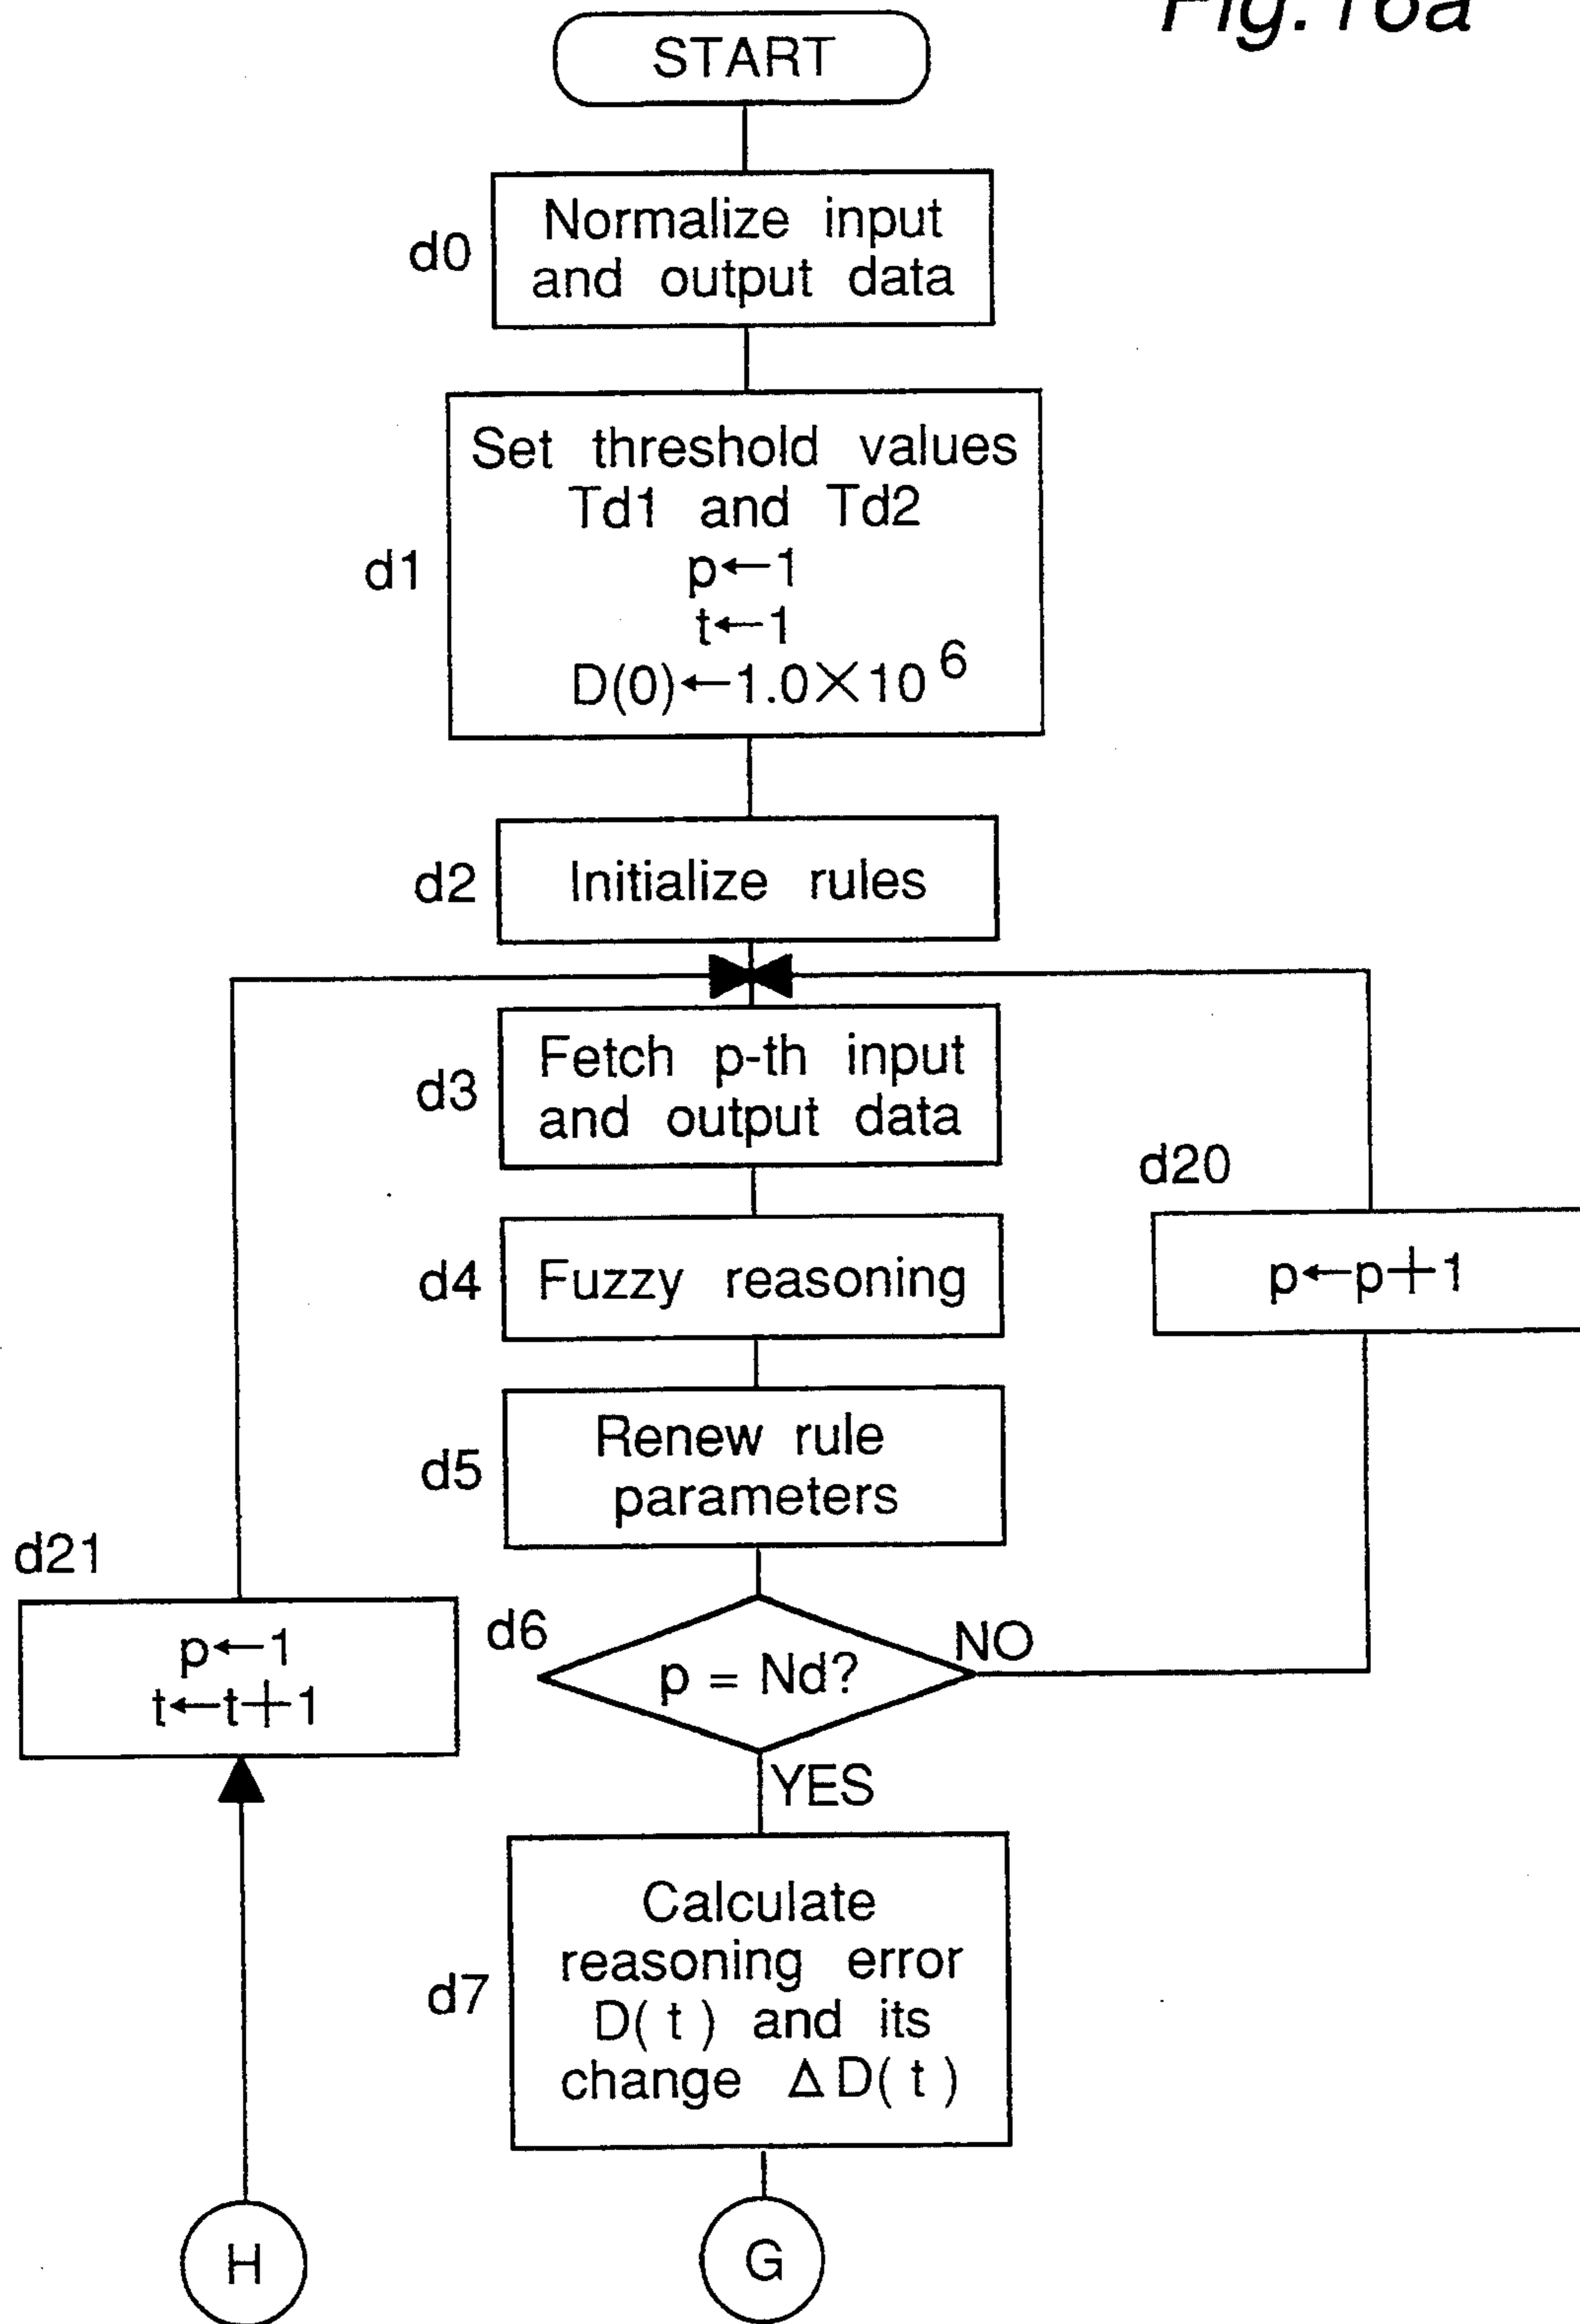 Fig. 16a
START
d0
Normalize input
and output data
d1
Set threshold values
Td1 and Td2
p←1
t←1
D(0)←1.0×10⁶
d2
Initialize rules
d3
Fetch p-th input
and output data
d20
p←p+1
d4
Fuzzy reasoning
d5
Renew rule
parameters
d21
p←1
t←t+1
d6
p = Nd?
NO
YES
d7
Calculate
reasoning error
D( t ) and its
change ΔD( t )
H
G